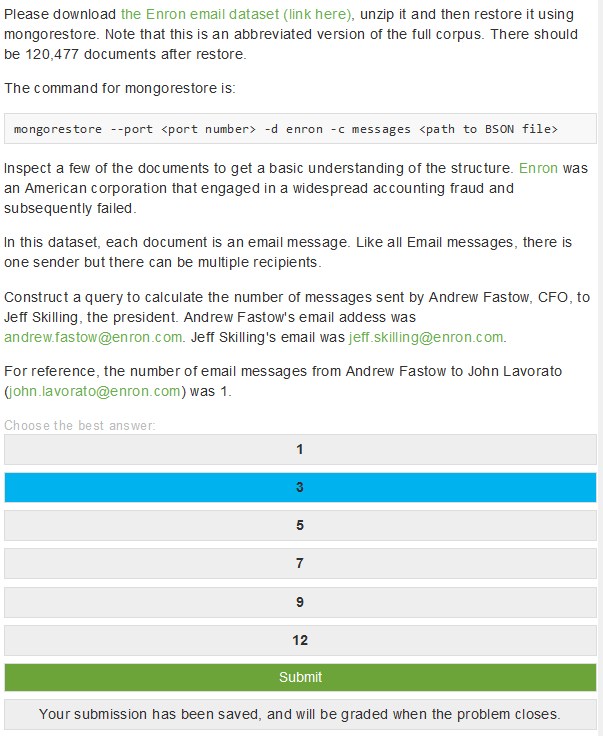 Please download the Enron email dataset (link here), unzip it and then restore it using
mongorestore. Note that this is an abbreviated version of the full corpus. There should
be 120,477 documents after restore.
The command for mongorestore is:
mongorestore --port <port number> -d enron -c messages <path to BSON file>
Inspect a few of the documents to get a basic understanding of the structure. Enron was
an American corporation that engaged in a widespread accounting fraud and
subsequently failed.
In this dataset, each document is an email message. Like all Email messages, there is
one sender but there can be multiple recipients.
Construct a query to calculate the number of messages sent by Andrew Fastow, CFO, to
Jeff Skilling, the president. Andrew Fastow's email addess was
andrew.fastow@enron.com. Jeff Skilling's email was jeff.skilling@enron.com.
For reference, the number of email messages from Andrew Fastow to John Lavorato
(john.lavorato@enron.com) was 1.
Choose the best answer:
1
3
5
7
9
12
Submit
Your submission has been saved, and will be graded when the problem closes.